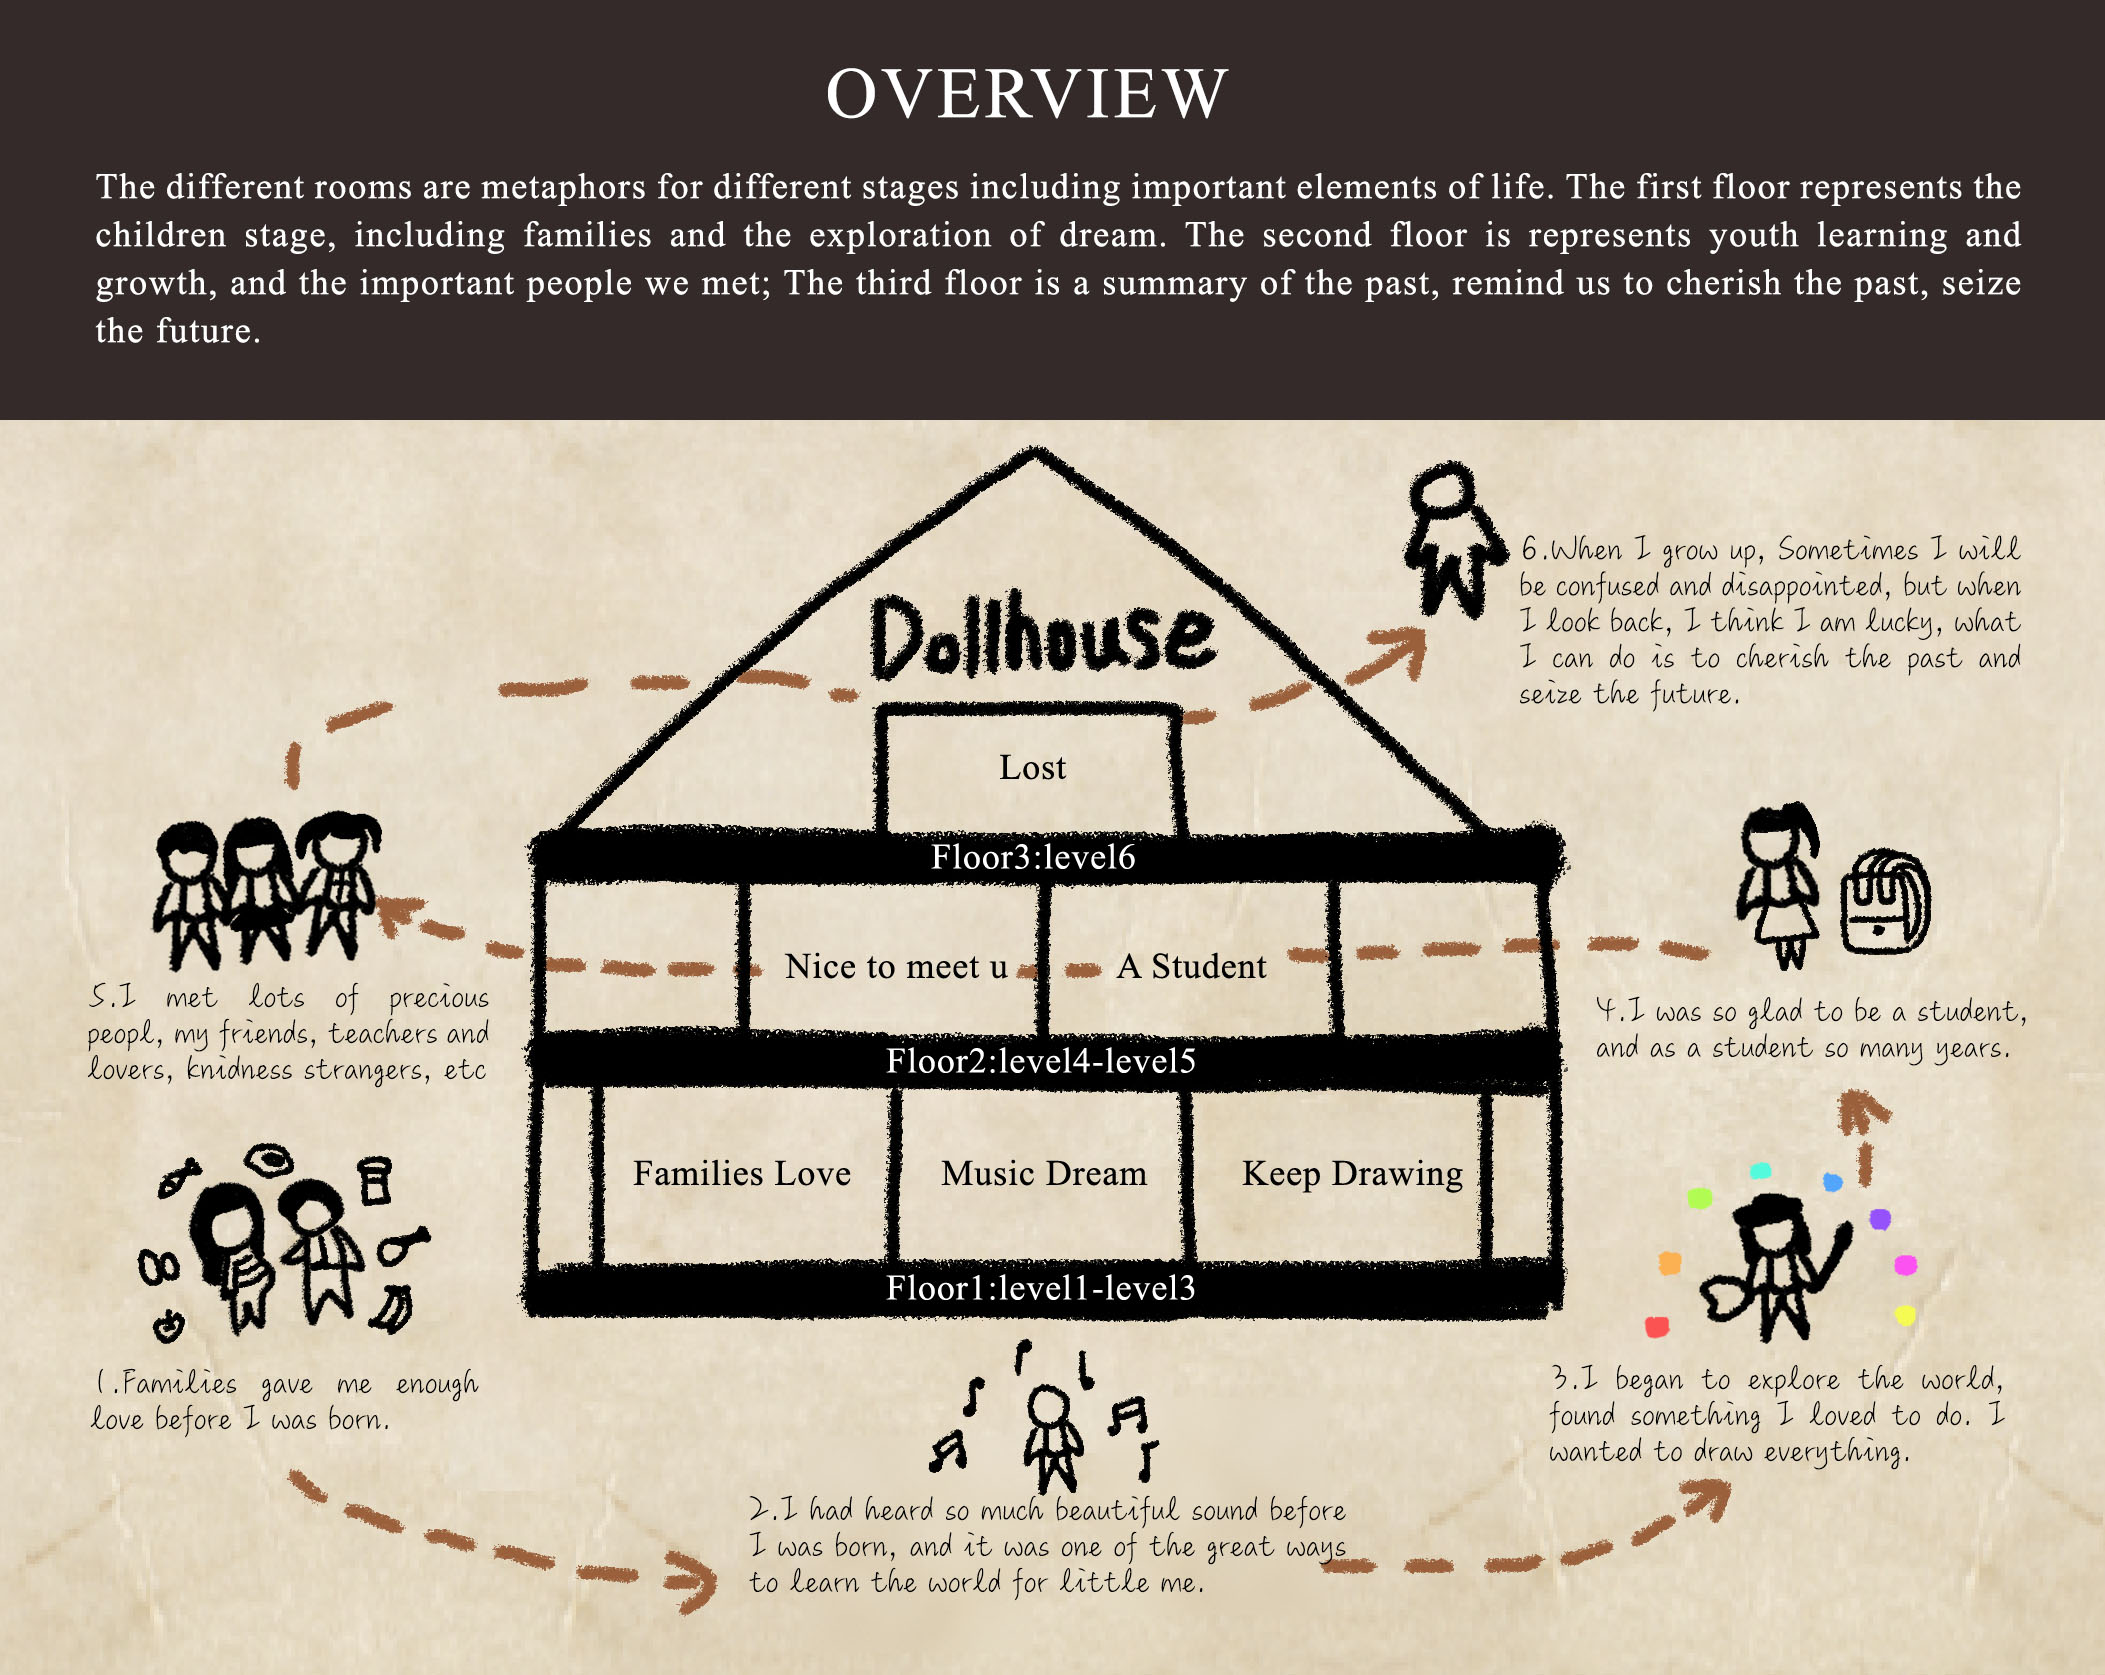 OVERVIEW
The different rooms are metaphors for different stages including important elements of life. The first floor represents the
children stage, including families and the exploration of dream. The second floor is represents youth learning and
growth, and the important people we met; The third floor is a summary of the past, remind us to cherish the past, seize
the future.
Dollhouse
6.When I grow up, Sometimes I will
be confused and disappointed, but when
I look back, I think I am lucky, what
I can do is to cherish the past and
seize the future.
Lost
Floor3:level6
Nice to meet u
A Student
5.I met lots of precious
peopl, my friends, teachers and
lovers, knidness strangers, etc
4.I was so glad to be a student,
and as a student so many years.
Floor2:level4-level5
Families Love
Music Dream
Keep Drawing
Floor1:level1-level3
1.Families gave me enough
love before I was born.
2.I had heard so much beautiful sound before
I was born, and it was one of the great ways
to learn the world for little me.
3.I began to explore the world,
found something I loved to do. I
wanted to draw everything.